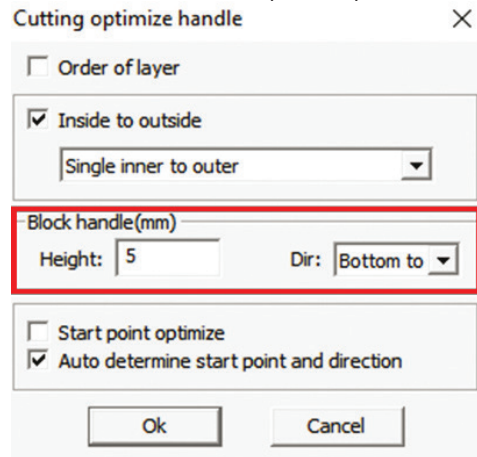 Cutting optimize handle
Order of layer
Inside to outside
Single inner to outer
Block handle(mm)
Height: 5 Dir: Bottom to
Start point optimize
Auto determine start point and direction
Ok Cancel